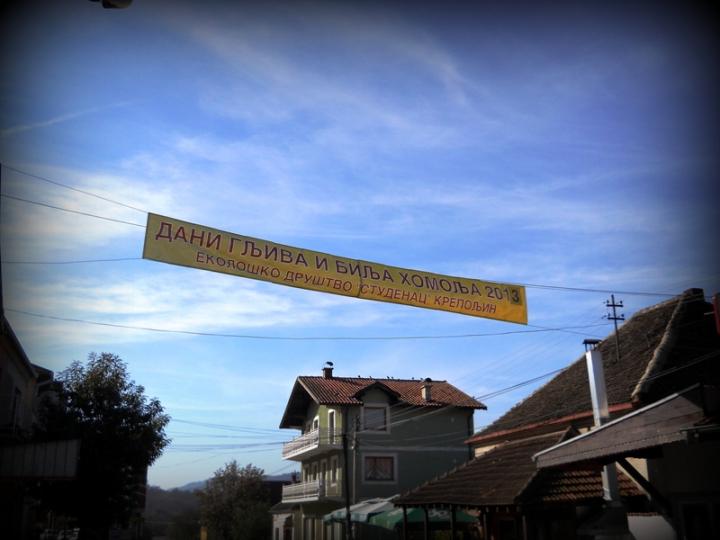 ДАНИ ГЉИВА И БИЉА ХОМОЉА 2013
ЕКОЛОШКО ДРУШТВО "СТУДЕНАЦ" КРЕПОЉИН